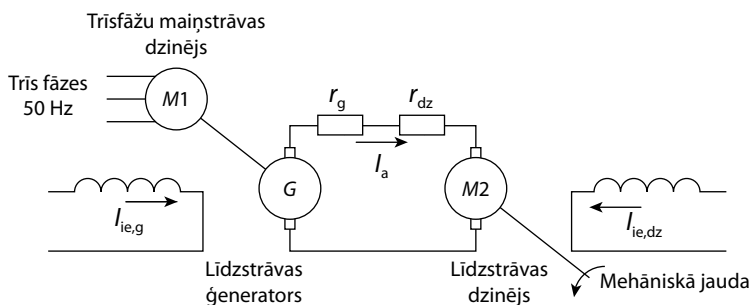 Trīsfāžu maiņstrāvas
dzinējs
Trīs fāzes
50 Hz
M1
r_g
r_dz
I_a
G
M2
I_ie,g
I_ie,dz
Līdzstrāvas
ģenerators
Līdzstrāvas
dzinējs
Mehāniskā jauda